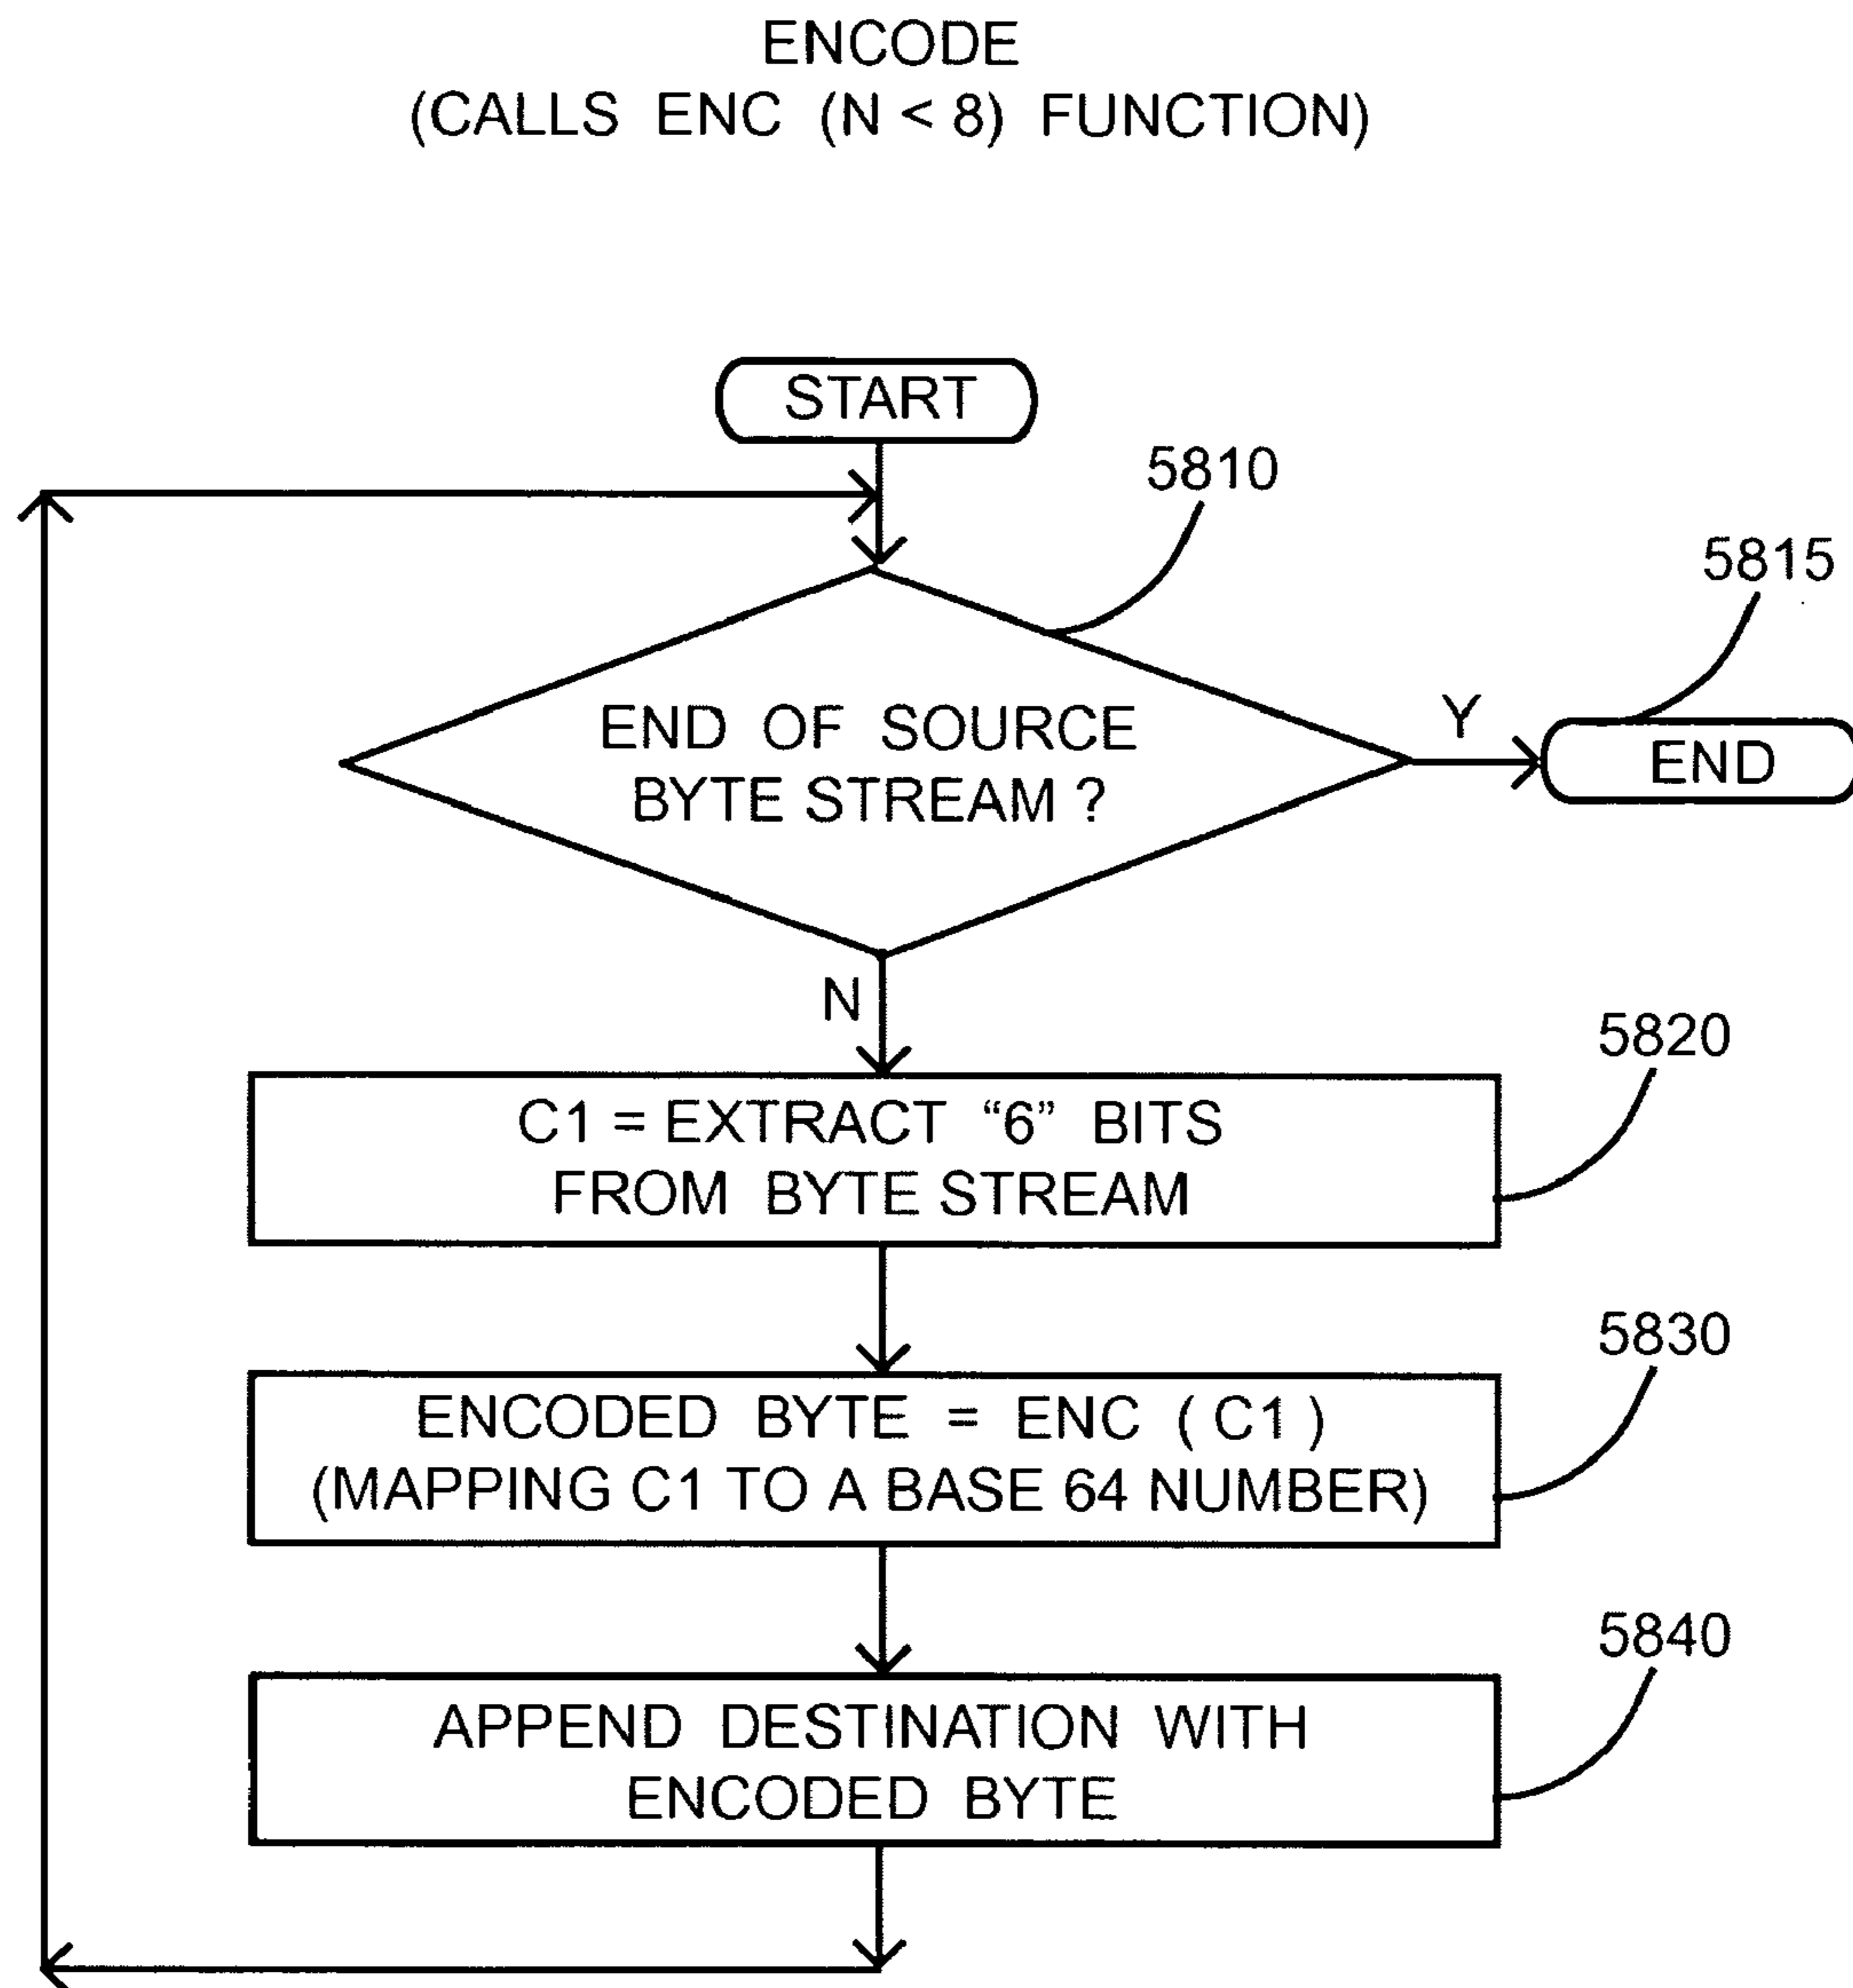 ENCODE
(CALLS ENC (N < 8) FUNCTION)
START
5810
5815
END OF SOURCE
BYTE STREAM ?
Y
END
N
5820
C1 = EXTRACT “6” BITS
FROM BYTE STREAM
5830
ENCODED BYTE = ENC ( C1 )
(MAPPING C1 TO A BASE 64 NUMBER)
5840
APPEND DESTINATION WITH
ENCODED BYTE